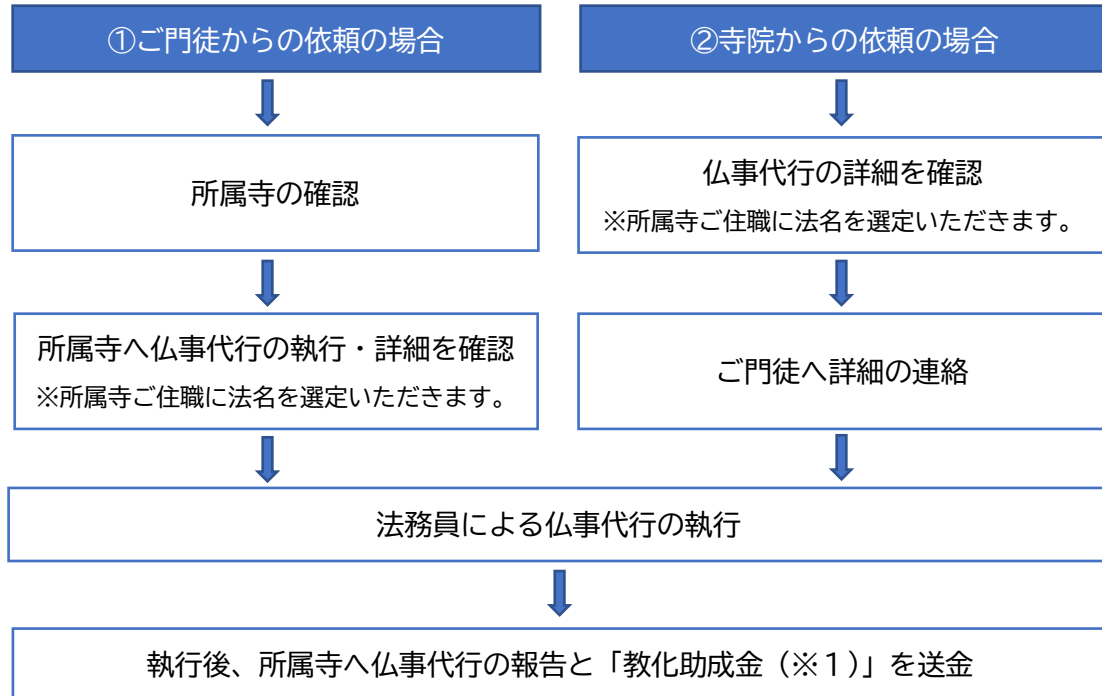 ①ご門徒からの依頼の場合
所属寺の確認
所属寺へ仏事代行の執行・詳細を確認
※所属寺ご住職に法名を選定いただきます。
②寺院からの依頼の場合
仏事代行の詳細を確認
※所属寺ご住職に法名を選定いただきます。
ご門徒へ詳細の連絡
法務員による仏事代行の執行
執行後、所属寺へ仏事代行の報告と「教化助成金（※１）」を送金